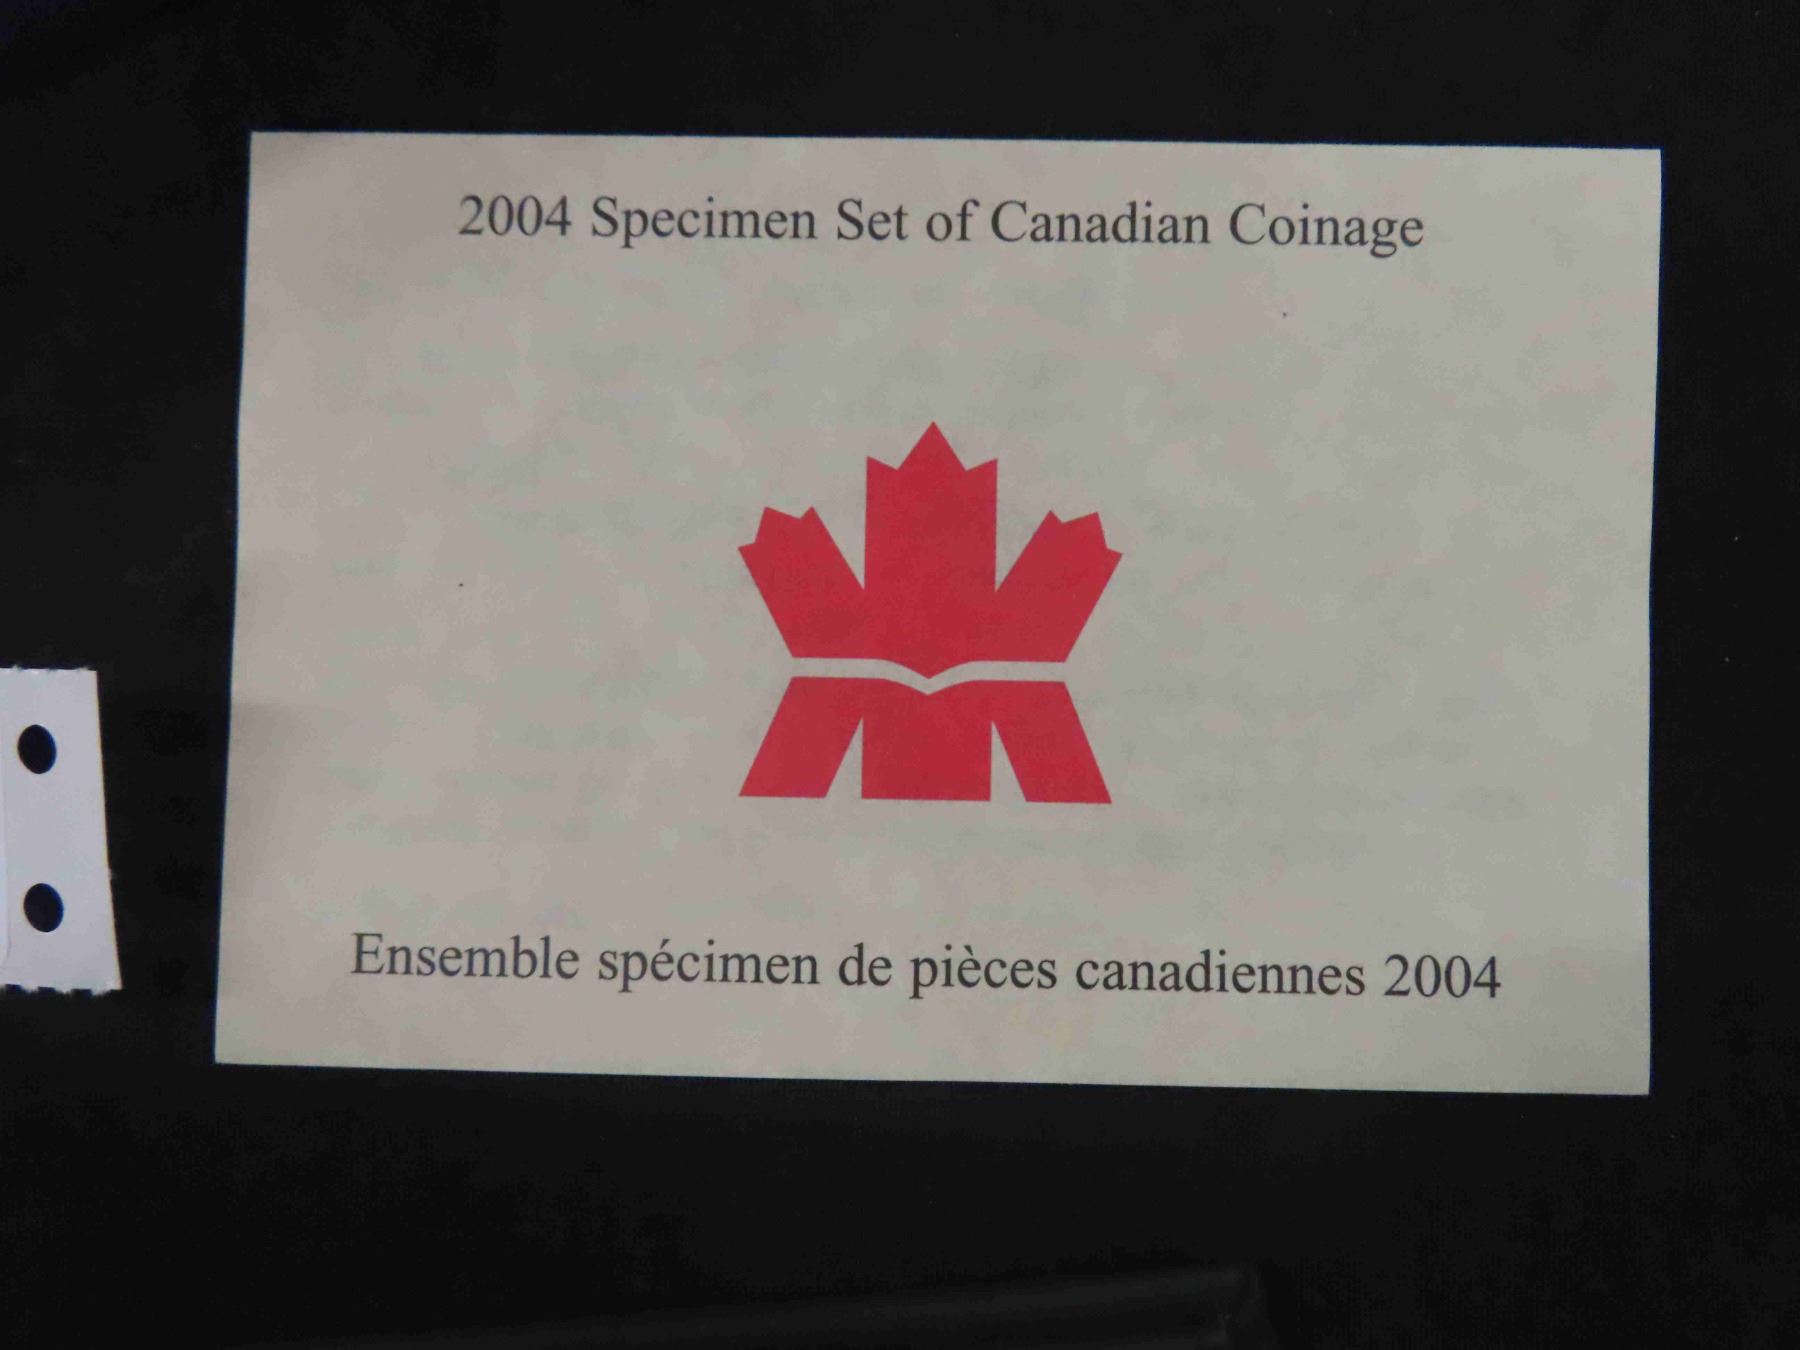 2004 Specimen Set of Canadian Coinage
Ensemble spécimen de pièces canadiennes 2004